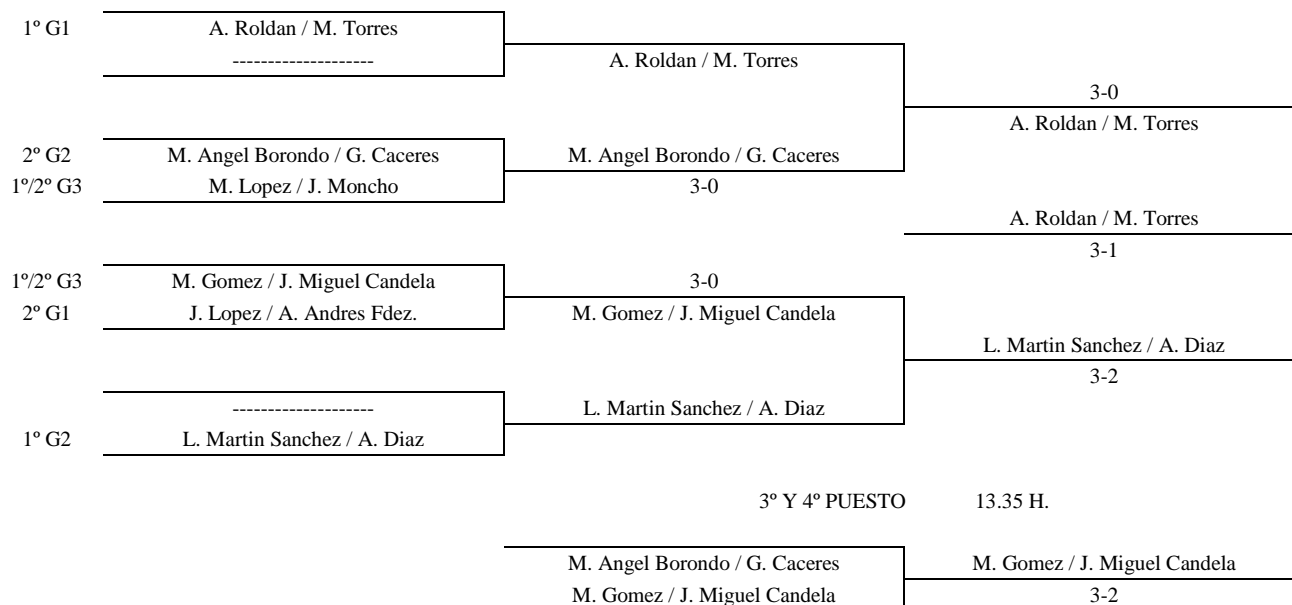 1º G1 A. Roldan / M. Torres
-------------------- A. Roldan / M. Torres
3-0
A. Roldan / M. Torres
2º G2 M. Angel Borondo / G. Caceres M. Angel Borondo / G. Caceres
1º/2º G3 M. Lopez / J. Moncho 3-0
A. Roldan / M. Torres
3-1
1º/2º G3 M. Gomez / J. Miguel Candela 3-0
2º G1 J. Lopez / A. Andres Fdez. M. Gomez / J. Miguel Candela
L. Martin Sanchez / A. Diaz
3-2
-------------------- L. Martin Sanchez / A. Diaz
1º G2 L. Martin Sanchez / A. Diaz
3º Y 4º PUESTO 13.35 H.
M. Angel Borondo / G. Caceres M. Gomez / J. Miguel Candela
M. Gomez / J. Miguel Candela 3-2